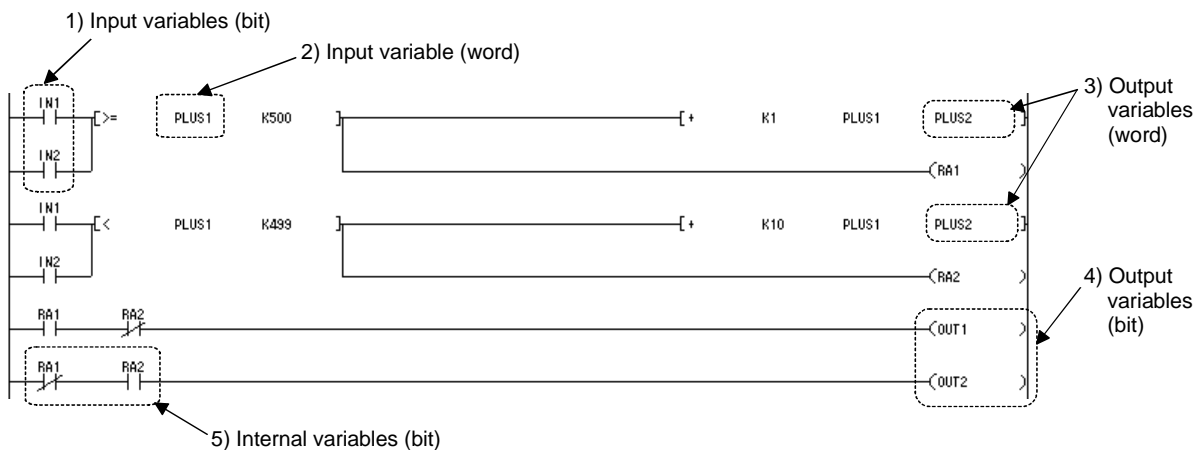 1) Input variables (bit)
2) Input variable (word)
3) Output
variables
(word)
IN1
[>= PLUS1 K500 ] [+ K1 PLUS1 PLUS2 ]
IN2
(RA1 )
IN1
[< PLUS1 K499 ] [+ K10 PLUS1 PLUS2 ]
IN2
(RA2 )
4) Output
variables
(bit)
RA1 RA2
(OUT1 )
RA1 RA2
(OUT2 )
5) Internal variables (bit)